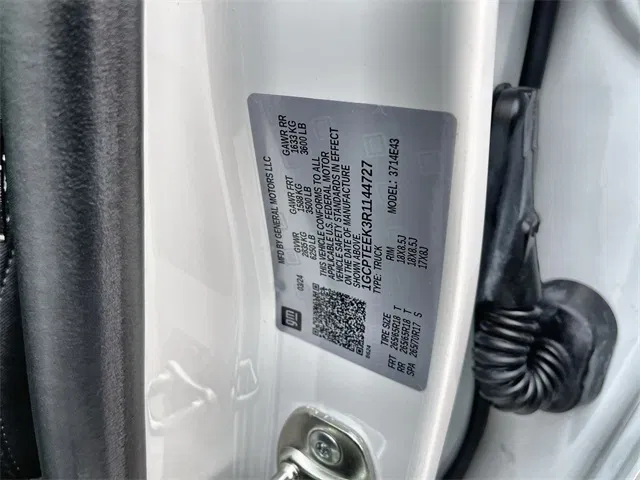 MFD BY GENERAL MOTORS LLC
03/24 GVWR GAWR FRT GAWR RR
2835 KG 1588 KG 1633 KG
6250 LB 3500 LB 3600 LB
THIS VEHICLE CONFORMS TO ALL
APPLICABLE U.S. FEDERAL MOTOR
VEHICLE SAFETY STANDARDS IN EFFECT
ON THE DATE OF MANUFACTURE
SHOWN ABOVE
1GCPTEEK3R1144727
TYPE: TRUCK MODEL: 3714E43
gm
TIRE SIZE RIM
FRT 265/65R18 T 18X8.5J
RR 265/65R18 T 18X8.5J
SPA 265/70R17 S 17X8J